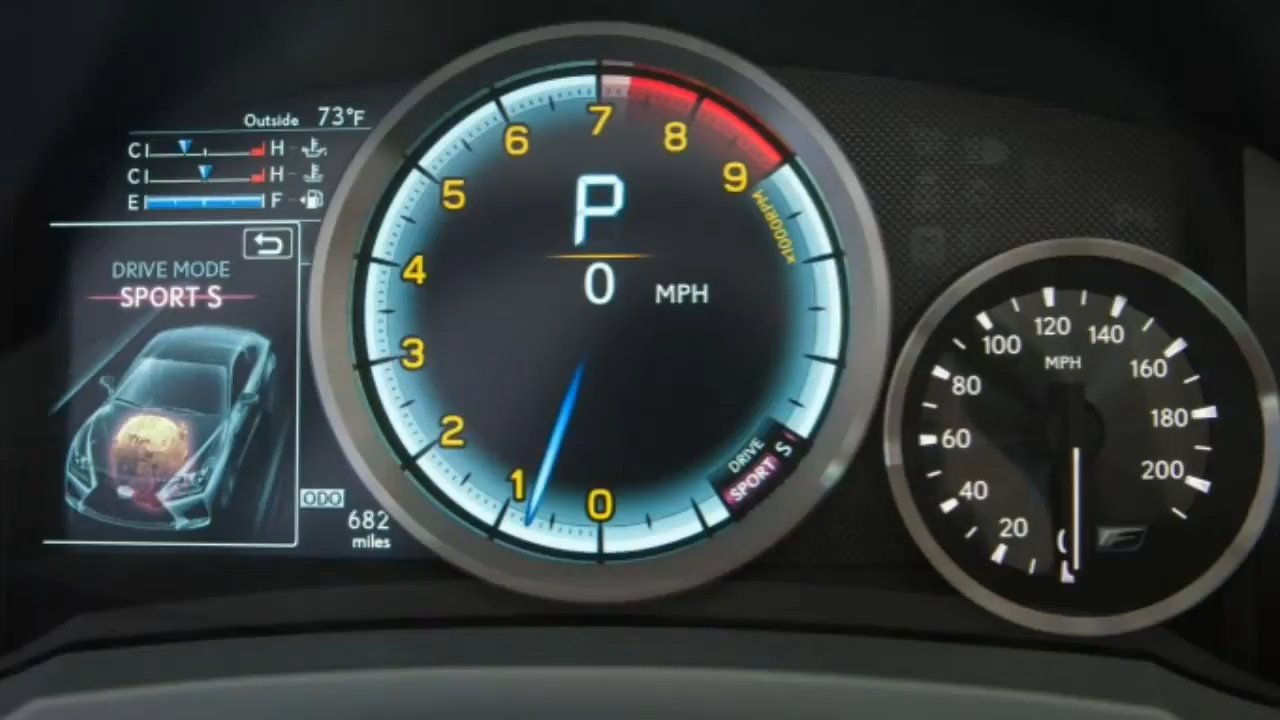 Outside 73°F
C H
C H
E F
DRIVE MODE
SPORT S
ODO
682
miles
0
1
2
3
4
5
6
7
8
9
x1000RPM
P
0 MPH
DRIVE
SPORT S
20
40
60
80
100
120
140
160
180
200
MPH
F